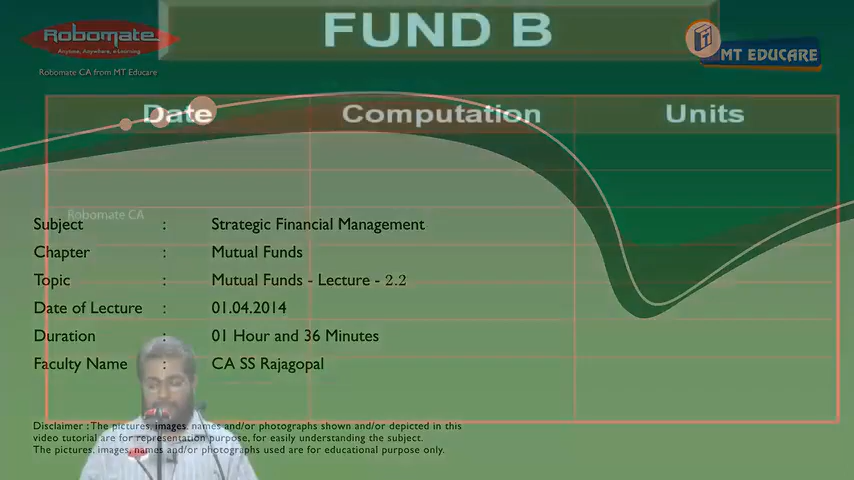 FUND B
Robomate
Anytime, Anywhere, e-Learning
MT EDUCARE
Robomate CA from MT Educare
Date Computation Units
Robomate CA
Subject : Strategic Financial Management
Chapter : Mutual Funds
Topic : Mutual Funds - Lecture - 2.2
Date of Lecture : 01.04.2014
Duration : 01 Hour and 36 Minutes
Faculty Name : CA SS Rajagopal
Disclaimer : The pictures, images, names and/or photographs shown and/or depicted in this
video tutorial are for representation purpose, for easily understanding the subject.
The pictures, images, names and/or photographs used are for educational purpose only.